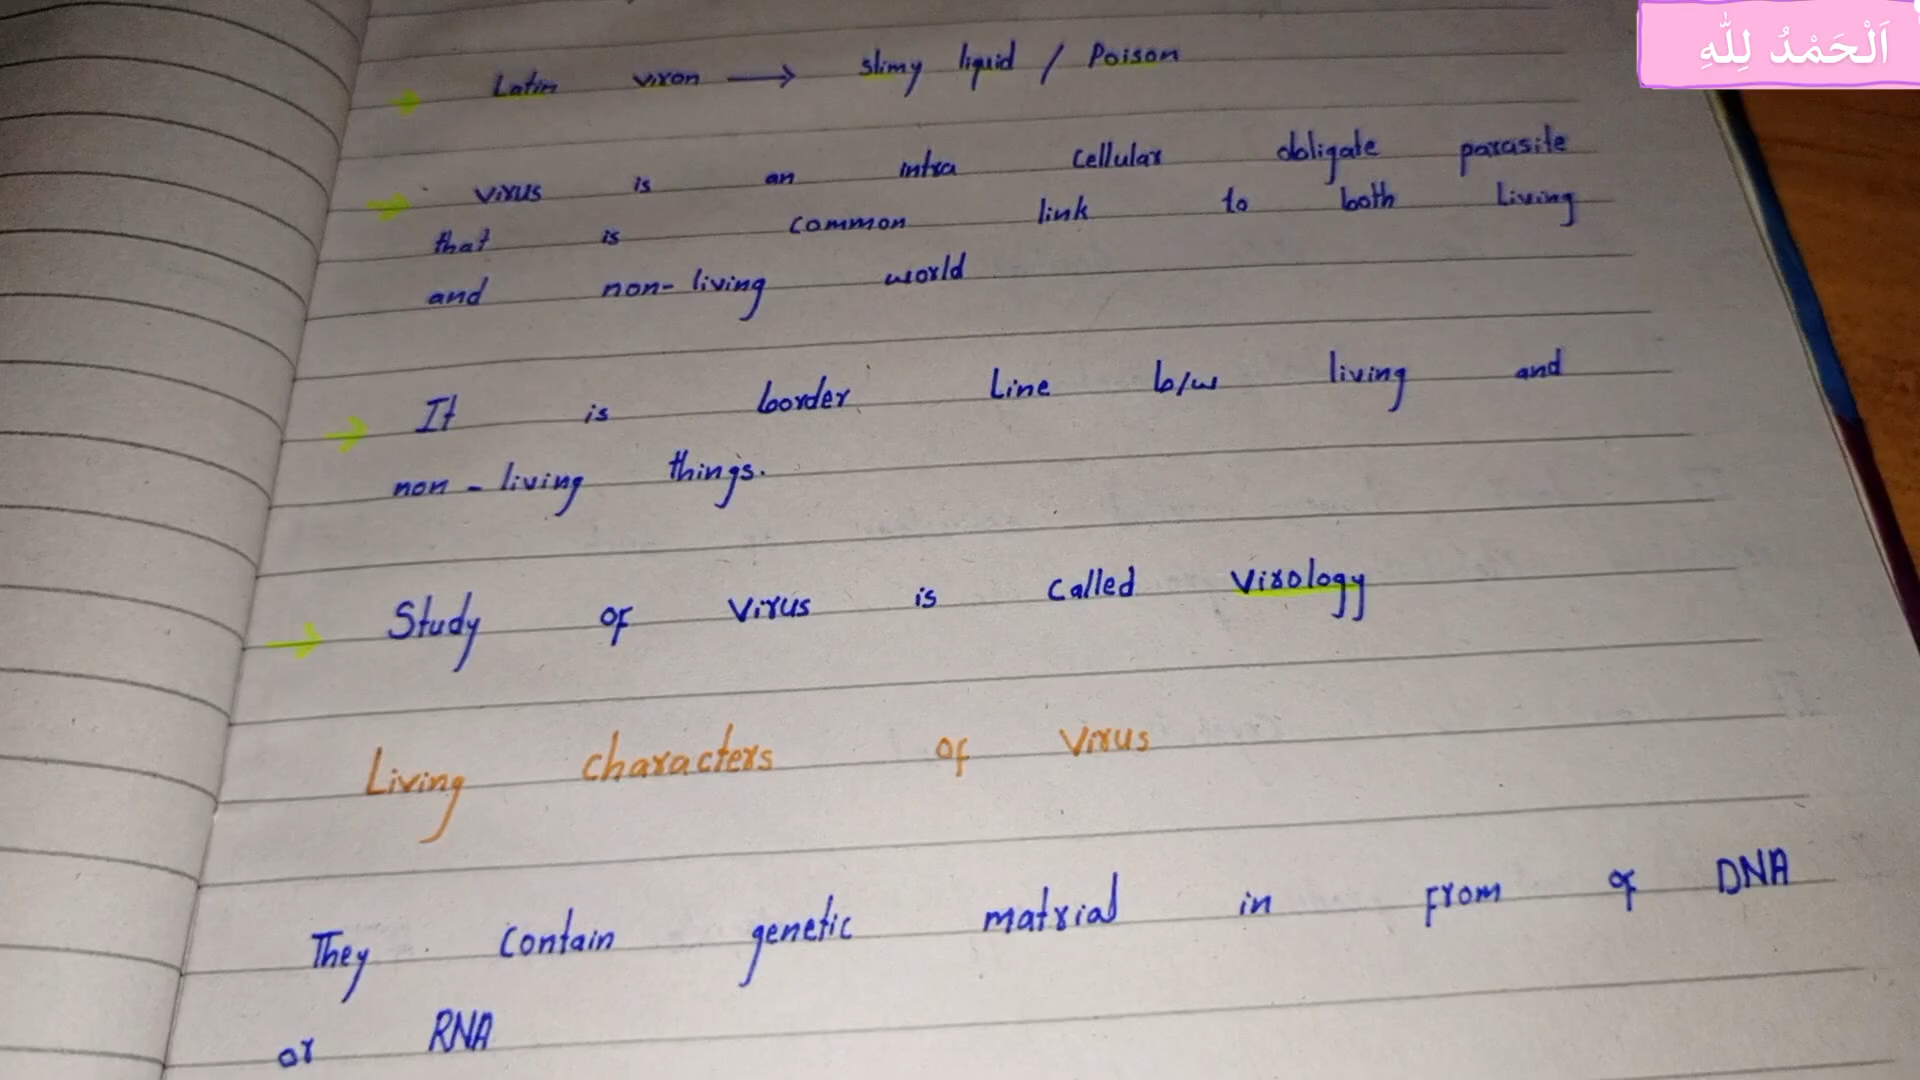 اَلْحَمْدُ لِلّٰهِ
Latin viron → slimy liquid / Poison
→ virus is an intra cellular obligate parasite
that is common link to both living
and non-living world
→ It is border line b/w living and
non-living things.
→ Study of virus is called virology
Living characters of virus
They contain genetic matrial in from of DNA
or RNA